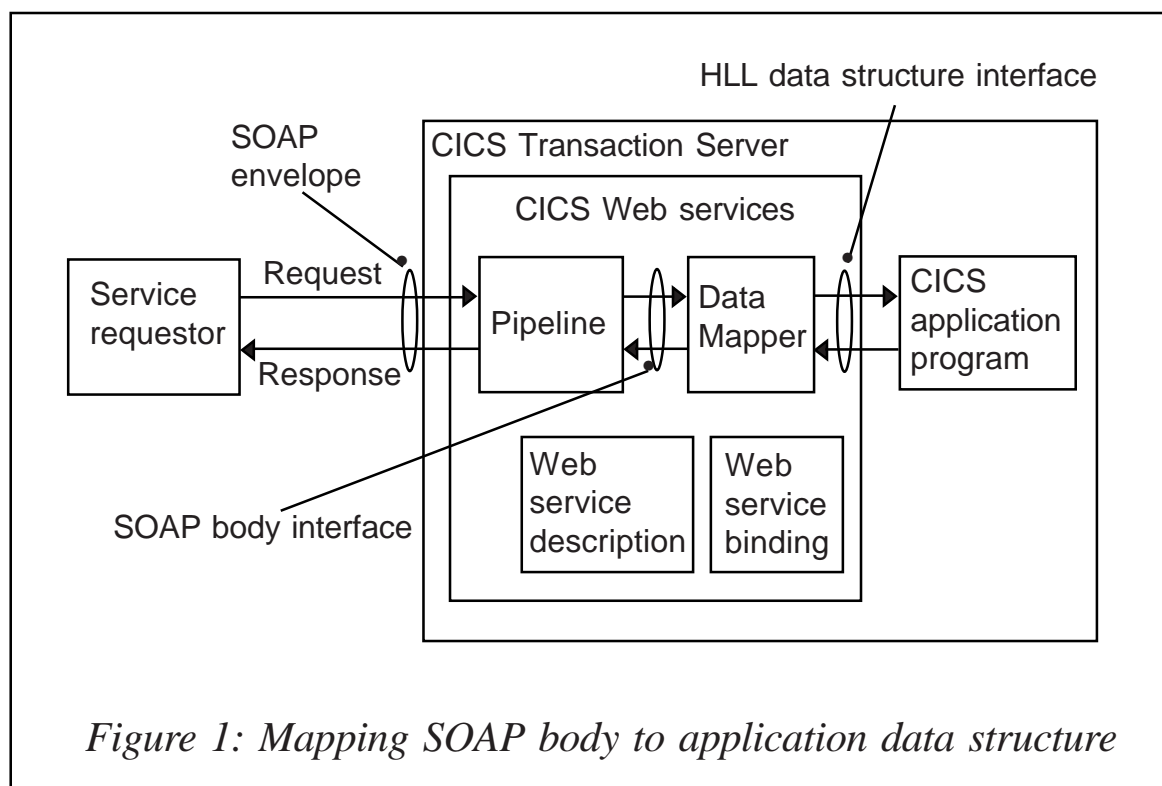 HLL data structure interface
SOAP
envelope
CICS Transaction Server
CICS Web services
Service
requestor
Request
Response
Pipeline
Data
Mapper
CICS
application
program
SOAP body interface
Web
service
description
Web
service
binding
Figure 1: Mapping SOAP body to application data structure